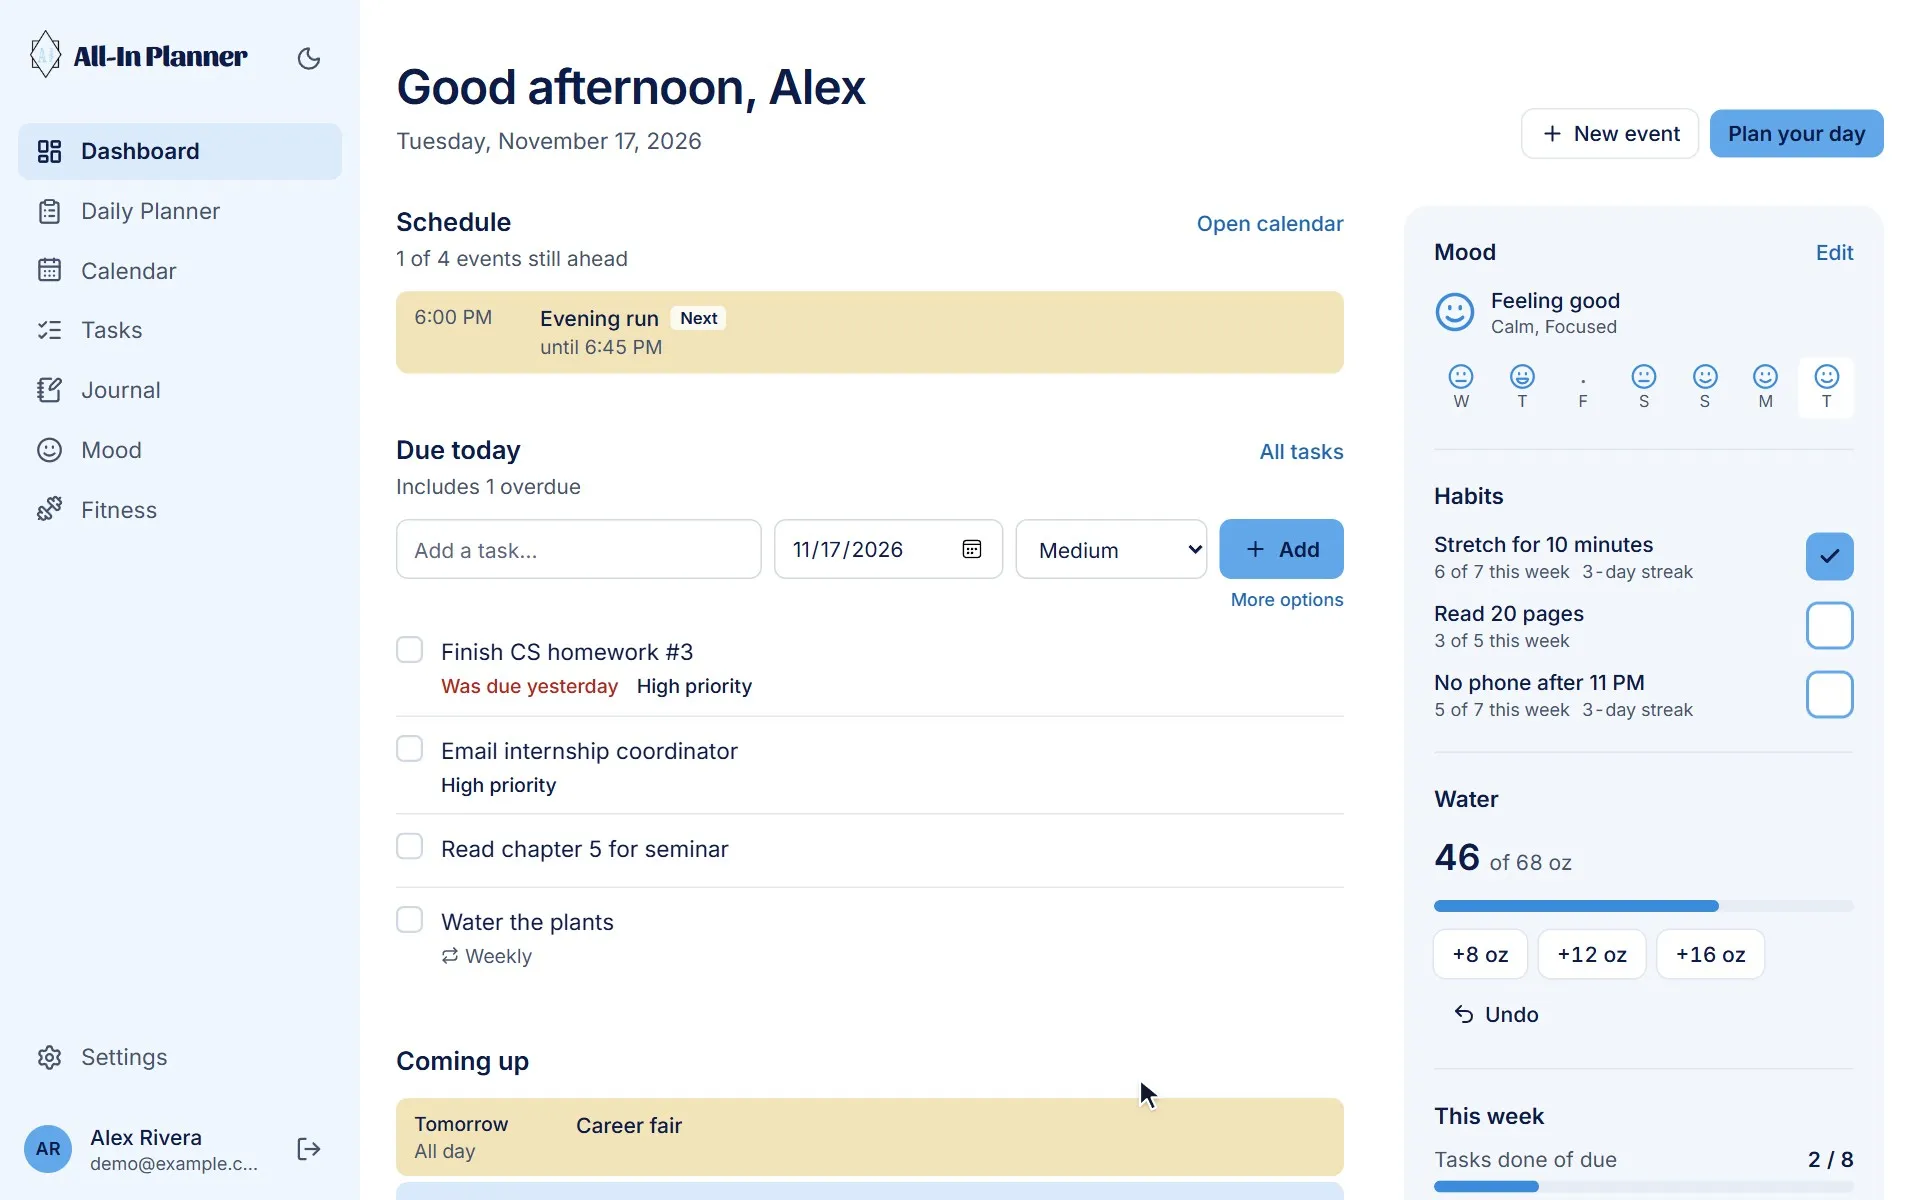 All-In Planner
Dashboard
Daily Planner
Calendar
Tasks
Journal
Mood
Fitness
Settings
AR
Alex Rivera
demo@example.c...
Good afternoon, Alex
Tuesday, November 17, 2026
+ New event
Plan your day
Schedule
Open calendar
1 of 4 events still ahead
6:00 PM
Evening run
Next
until 6:45 PM
Due today
All tasks
Includes 1 overdue
Add a task...
11/17/2026
Medium
+ Add
More options
Finish CS homework #3
Was due yesterday
High priority
Email internship coordinator
High priority
Read chapter 5 for seminar
Water the plants
Weekly
Coming up
Tomorrow
All day
Career fair
Mood
Edit
Feeling good
Calm, Focused
W T F S S M T
Habits
Stretch for 10 minutes
6 of 7 this week 3-day streak
Read 20 pages
3 of 5 this week
No phone after 11 PM
5 of 7 this week 3-day streak
Water
46 of 68 oz
+8 oz
+12 oz
+16 oz
Undo
This week
Tasks done of due
2 / 8